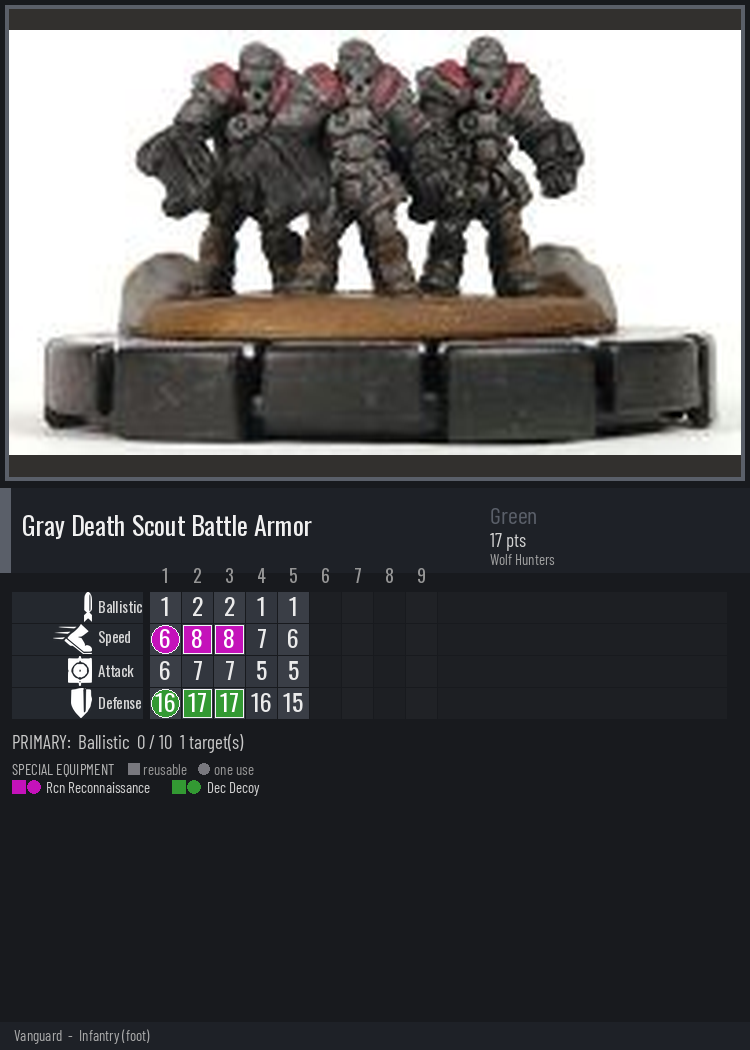 Gray Death Scout Battle Armor
Green
17 pts
Wolf Hunters
1 2 3 4 5 6 7 8 9
Ballistic 1 2 2 1 1
Speed 6 8 8 7 6
Attack 6 7 7 5 5
Defense 16 17 17 16 15
PRIMARY: Ballistic 0 / 10 1 target(s)
SPECIAL EQUIPMENT reusable one use
Rcn Reconnaissance Dec Decoy
Vanguard - Infantry (foot)